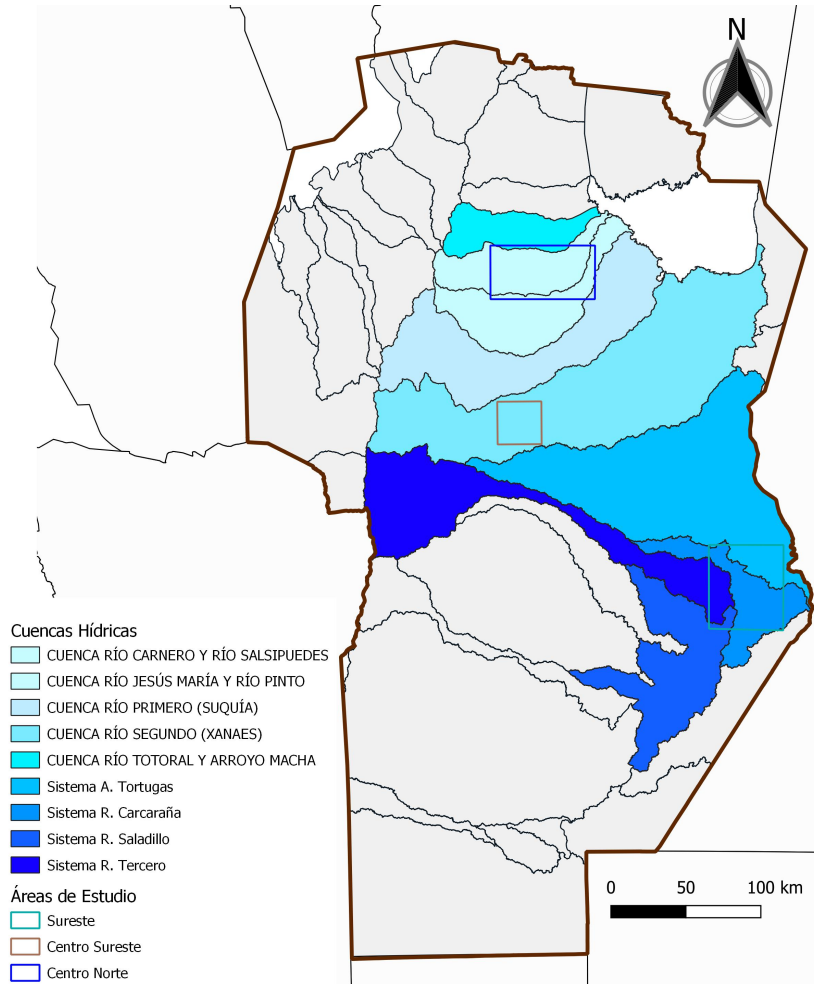 N
Cuencas Hídricas
CUENCA RÍO CARNERO Y RÍO SALSIPUEDES
CUENCA RÍO JESÚS MARÍA Y RÍO PINTO
CUENCA RÍO PRIMERO (SUQUÍA)
CUENCA RÍO SEGUNDO (XANAES)
CUENCA RÍO TOTORAL Y ARROYO MACHA
Sistema A. Tortugas
Sistema R. Carcaraña
Sistema R. Saladillo
Sistema R. Tercero
Áreas de Estudio
Sureste
Centro Sureste
Centro Norte
0 50 100 km